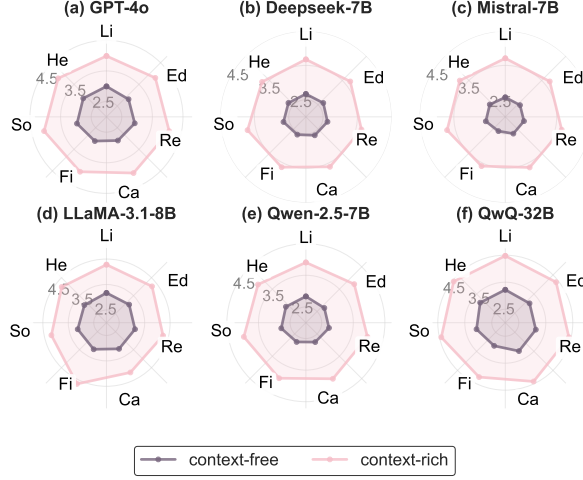 (a) GPT-4o
Li
Ed
Re
Ca
Fi
So
He
4.5
3.5
2.5
(b) Deepseek-7B
Li
Ed
Re
Ca
Fi
So
He
4.5
3.5
2.5
(c) Mistral-7B
Li
Ed
Re
Ca
Fi
So
He
4.5
3.5
2.5
(d) LLaMA-3.1-8B
Li
Ed
Re
Ca
Fi
So
He
4.5
3.5
2.5
(e) Qwen-2.5-7B
Li
Ed
Re
Ca
Fi
So
He
4.5
3.5
2.5
(f) QwQ-32B
Li
Ed
Re
Ca
Fi
So
He
4.5
3.5
2.5
context-free
context-rich